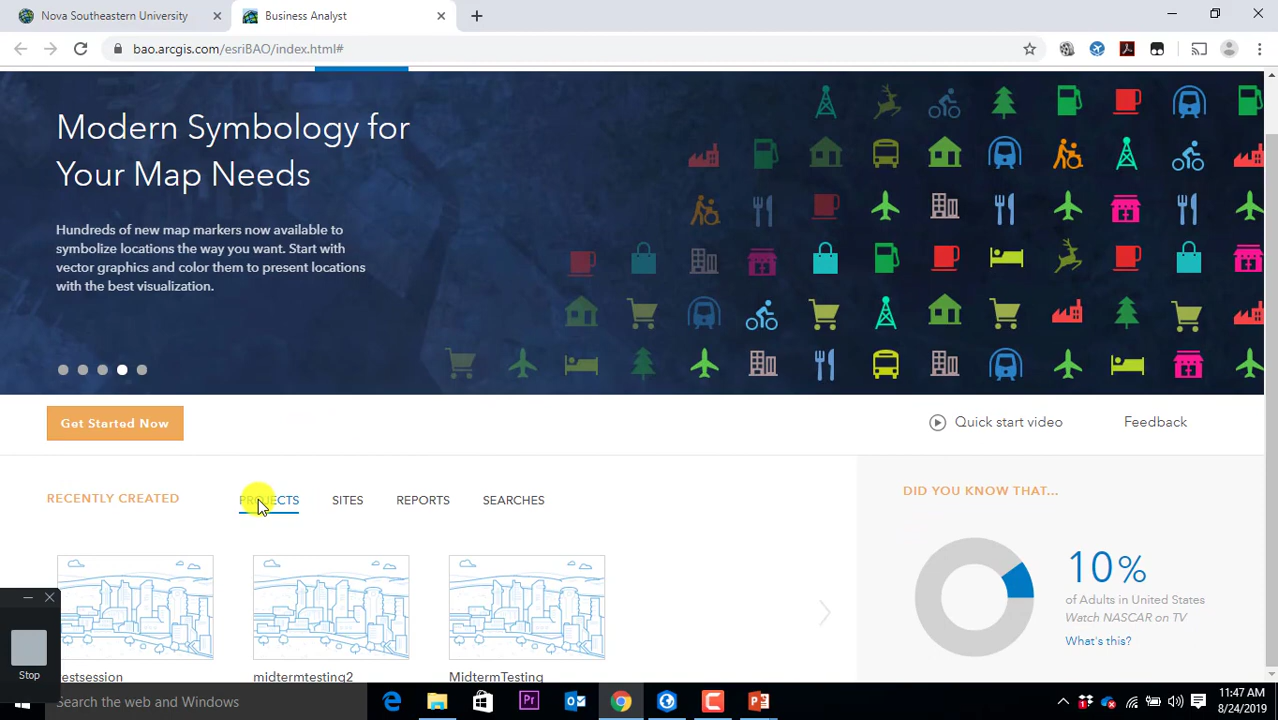 Nova Southeastern University
Business Analyst
bao.arcgis.com/esriBAO/index.html#
Modern Symbology for
Your Map Needs
Hundreds of new map markers now available to
symbolize locations the way you want. Start with
vector graphics and color them to present locations
with the best visualization.
Get Started Now
Quick start video
Feedback
RECENTLY CREATED
PROJECTS
SITES
REPORTS
SEARCHES
DID YOU KNOW THAT...
10%
of Adults in United States
Watch NASCAR on TV
What's this?
estsession
midtermtesting2
MidtermTesting
Stop
Search the web and Windows
11:47 AM
8/24/2019